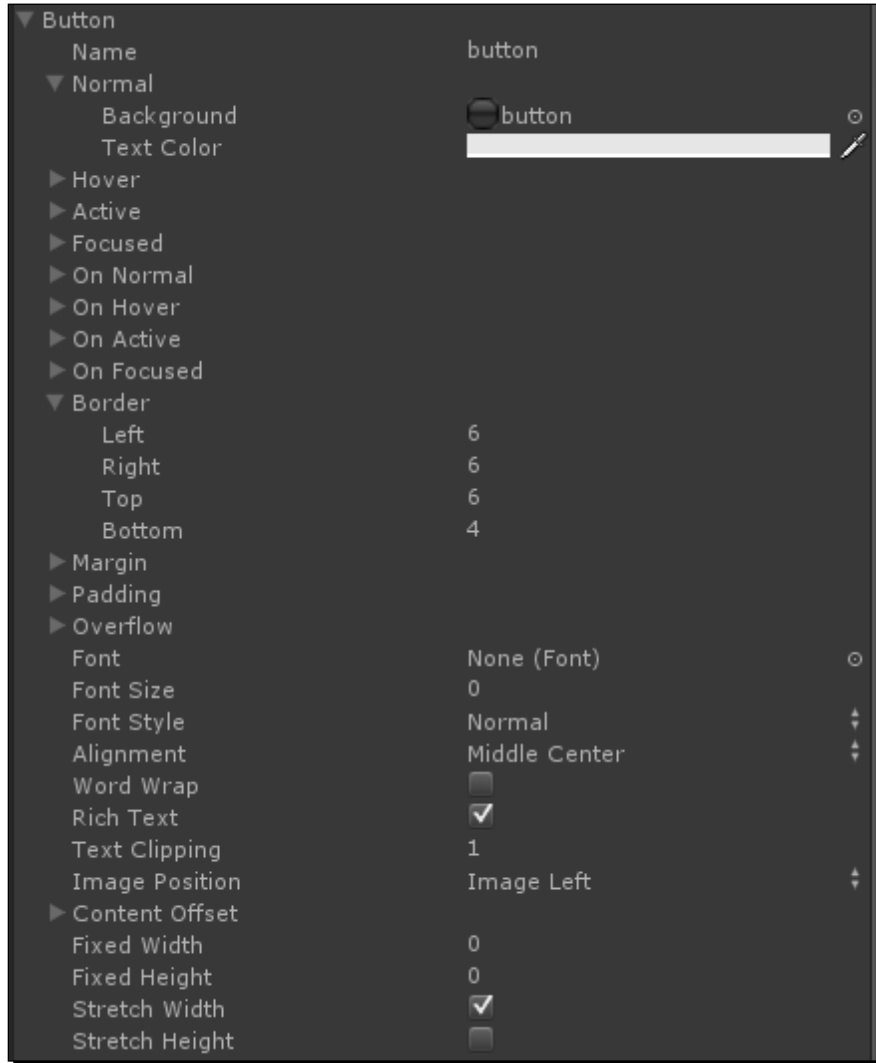 Button
Name button
Normal
Background button
Text Color
Hover
Active
Focused
On Normal
On Hover
On Active
On Focused
Border
Left 6
Right 6
Top 6
Bottom 4
Margin
Padding
Overflow
Font None (Font)
Font Size 0
Font Style Normal
Alignment Middle Center
Word Wrap
Rich Text
Text Clipping 1
Image Position Image Left
Content Offset
Fixed Width 0
Fixed Height 0
Stretch Width
Stretch Height